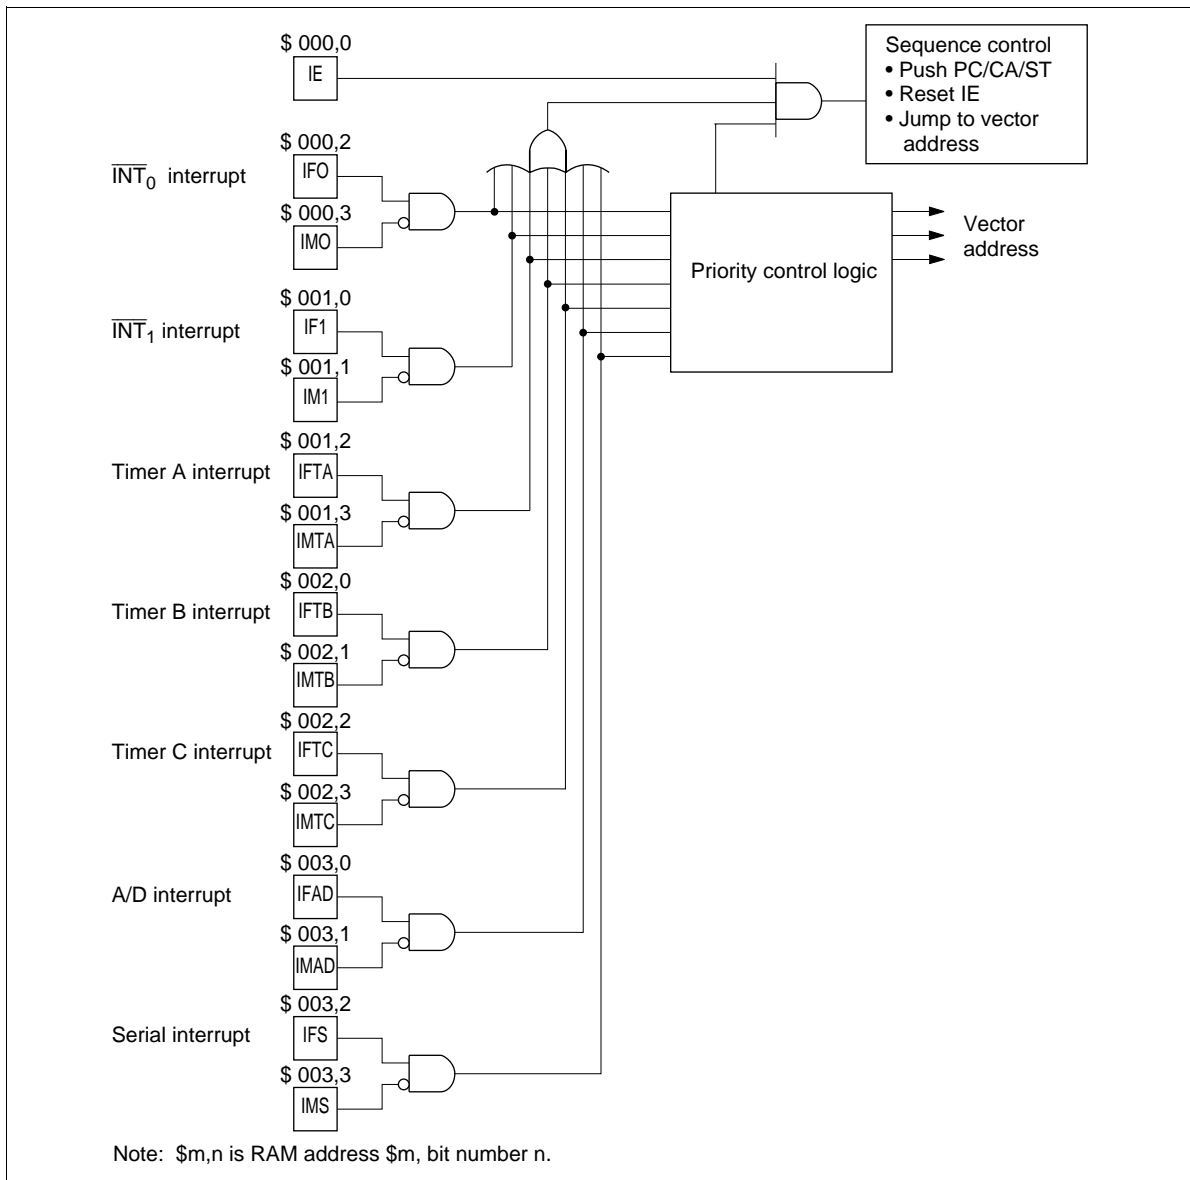 $ 000,0
IE
Sequence control
• Push PC/CA/ST
• Reset IE
• Jump to vector
address
$ 000,2
INT0 interrupt
IFO
$ 000,3
IMO
Priority control logic
Vector
address
$ 001,0
INT1 interrupt
IF1
$ 001,1
IM1
$ 001,2
Timer A interrupt
IFTA
$ 001,3
IMTA
$ 002,0
Timer B interrupt
IFTB
$ 002,1
IMTB
$ 002,2
Timer C interrupt
IFTC
$ 002,3
IMTC
$ 003,0
A/D interrupt
IFAD
$ 003,1
IMAD
$ 003,2
Serial interrupt
IFS
$ 003,3
IMS
Note: $m,n is RAM address $m, bit number n.